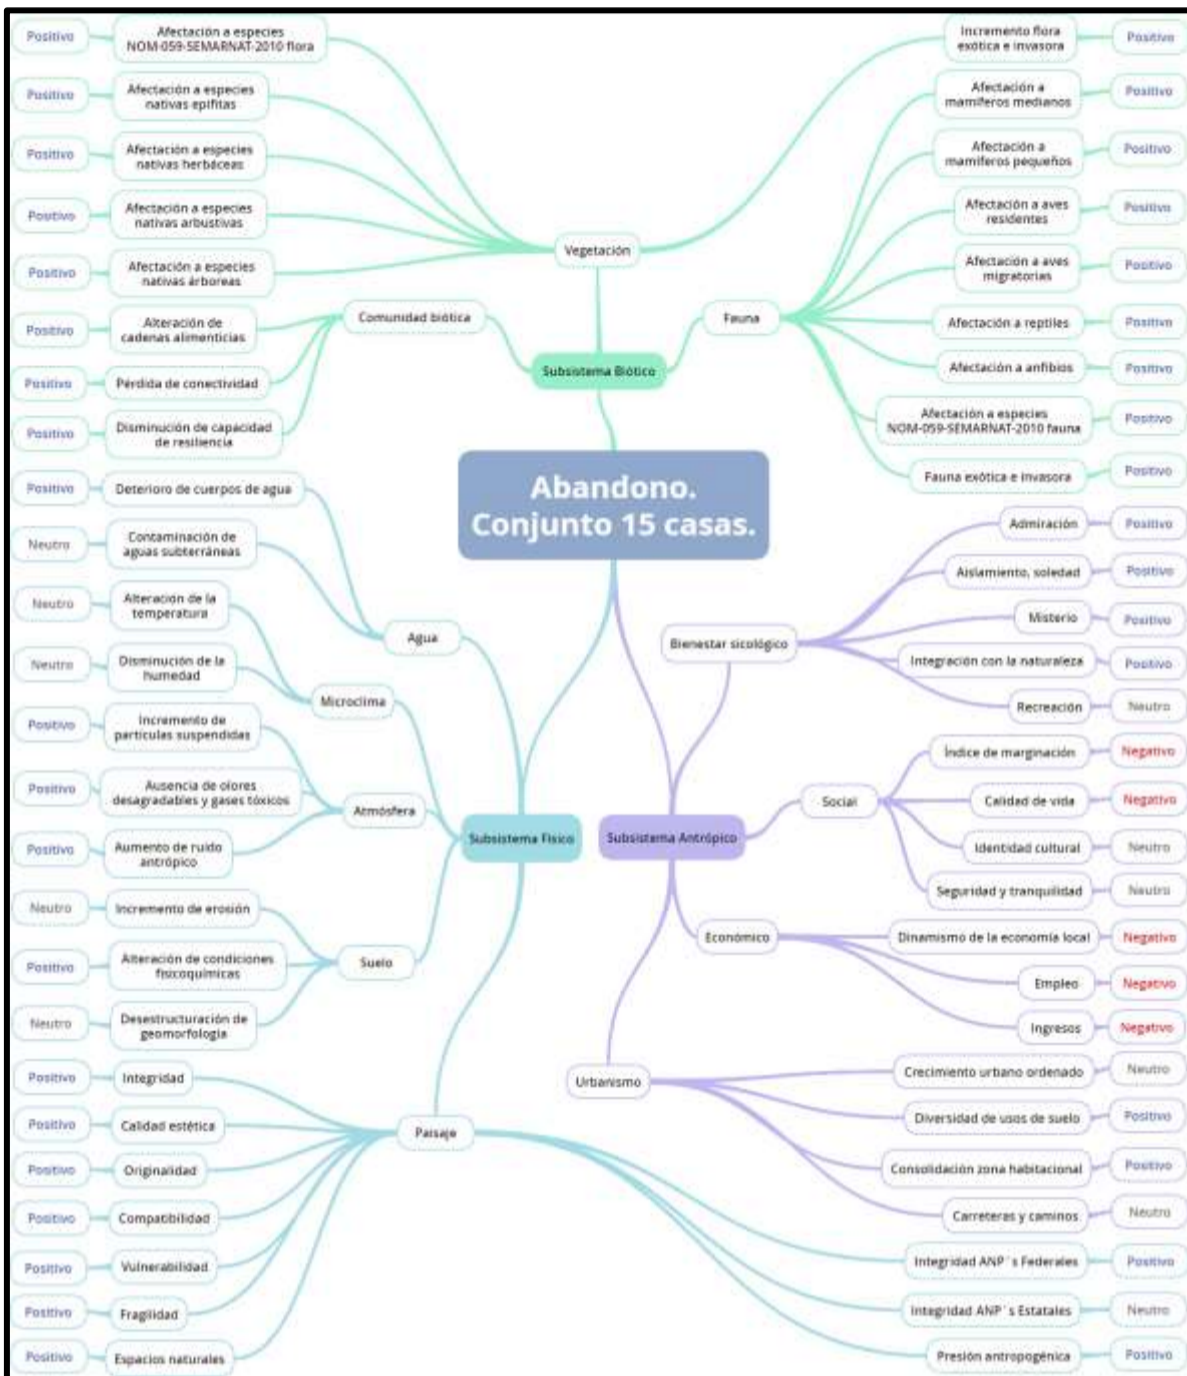 Positivo
Afectación a especies
NOM-059-SEMARNAT-2010 flora
Positivo
Afectación a especies
nativas epífitas
Positivo
Afectación a especies
nativas herbáceas
Positivo
Afectación a especies
nativas arbustivas
Positivo
Afectación a especies
nativas árboreas
Positivo
Alteración de
cadenas alimenticias
Positivo
Pérdida de conectividad
Positivo
Disminución de capacidad
de resiliencia
Vegetación
Comunidad biótica
Fauna
Subsistema Biótico
Incremento flora
exótica e invasora
Positivo
Afectación a
mamíferos medianos
Positivo
Afectación a
mamíferos pequeños
Positivo
Afectación a aves
residentes
Positivo
Afectación a aves
migratorias
Positivo
Afectación a reptiles
Positivo
Afectación a anfibios
Positivo
Afectación a especies
NOM-059-SEMARNAT-2010 fauna
Positivo
Fauna exótica e invasora
Positivo
Abandono.
Conjunto 15 casas.
Positivo
Deterioro de cuerpos de agua
Neutro
Contaminación de
aguas subterráneas
Agua
Neutro
Alteración de la
temperatura
Neutro
Disminución de la
humedad
Microclima
Positivo
Incremento de
partículas suspendidas
Positivo
Ausencia de olores
desagradables y gases tóxicos
Positivo
Aumento de ruido
antrópico
Atmósfera
Subsistema Físico
Neutro
Incremento de erosión
Positivo
Alteración de condiciones
fisicoquímicas
Neutro
Desestructuración de
geomorfología
Suelo
Positivo
Integridad
Positivo
Calidad estética
Positivo
Originalidad
Positivo
Compatibilidad
Positivo
Vulnerabilidad
Positivo
Fragilidad
Positivo
Espacios naturales
Paisaje
Bienestar sicológico
Admiración
Positivo
Aislamiento, soledad
Positivo
Misterio
Positivo
Integración con la naturaleza
Positivo
Recreación
Neutro
Subsistema Antrópico
Social
Índice de marginación
Negativo
Calidad de vida
Negativo
Identidad cultural
Neutro
Seguridad y tranquilidad
Neutro
Económico
Dinamismo de la economía local
Negativo
Empleo
Negativo
Ingresos
Negativo
Urbanismo
Crecimiento urbano ordenado
Neutro
Diversidad de usos de suelo
Positivo
Consolidación zona habitacional
Positivo
Carreteras y caminos
Neutro
Integridad ANP´s Federales
Positivo
Integridad ANP´s Estatales
Neutro
Presión antropogénica
Positivo